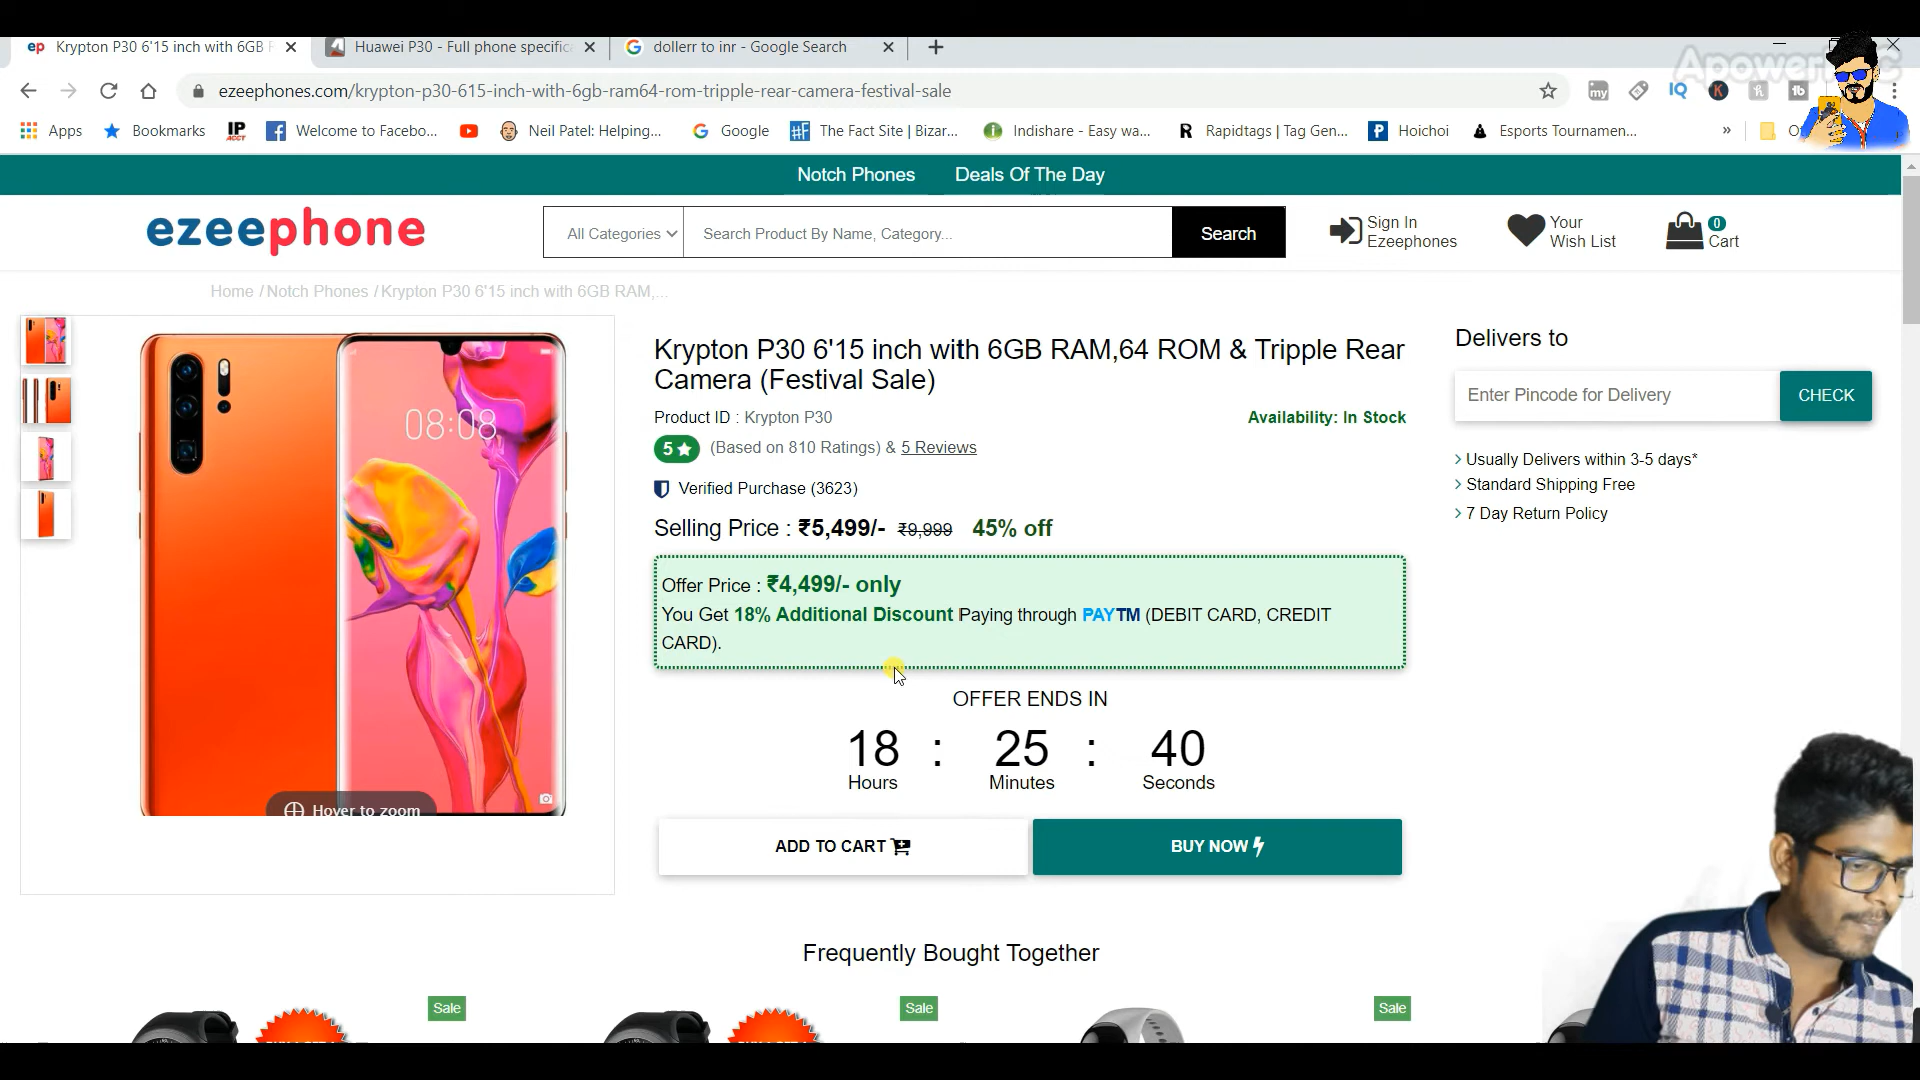 ep Krypton P30 6'15 inch with 6GB R
Huawei P30 - Full phone specific
dollerr to inr - Google Search
ezeephones.com/krypton-p30-615-inch-with-6gb-ram64-rom-tripple-rear-camera-festival-sale
my IQ K h tb
Apps Bookmarks IP ACCT Welcome to Facebo... Neil Patel: Helping... Google #F The Fact Site | Bizar... Indishare - Easy wa... R Rapidtags | Tag Gen... P Hoichoi Esports Tournamen... »
Notch Phones Deals Of The Day
ezeephone
All Categories Search Product By Name, Category... Search
Sign In
Ezeephones
Your
Wish List
0
Cart
Home / Notch Phones / Krypton P30 6'15 inch with 6GB RAM,...
08:08
Hover to zoom
Krypton P30 6'15 inch with 6GB RAM,64 ROM & Tripple Rear
Camera (Festival Sale)
Product ID : Krypton P30 Availability: In Stock
5★ (Based on 810 Ratings) & 5 Reviews
Verified Purchase (3623)
Selling Price : ₹5,499/- ₹9,999 45% off
Offer Price : ₹4,499/- only
You Get 18% Additional Discount Paying through PAYTM (DEBIT CARD, CREDIT
CARD).
OFFER ENDS IN
18 : 25 : 40
Hours Minutes Seconds
ADD TO CART BUY NOW
Delivers to
Enter Pincode for Delivery CHECK
> Usually Delivers within 3-5 days*
> Standard Shipping Free
> 7 Day Return Policy
Frequently Bought Together
Sale
Sale
Sale